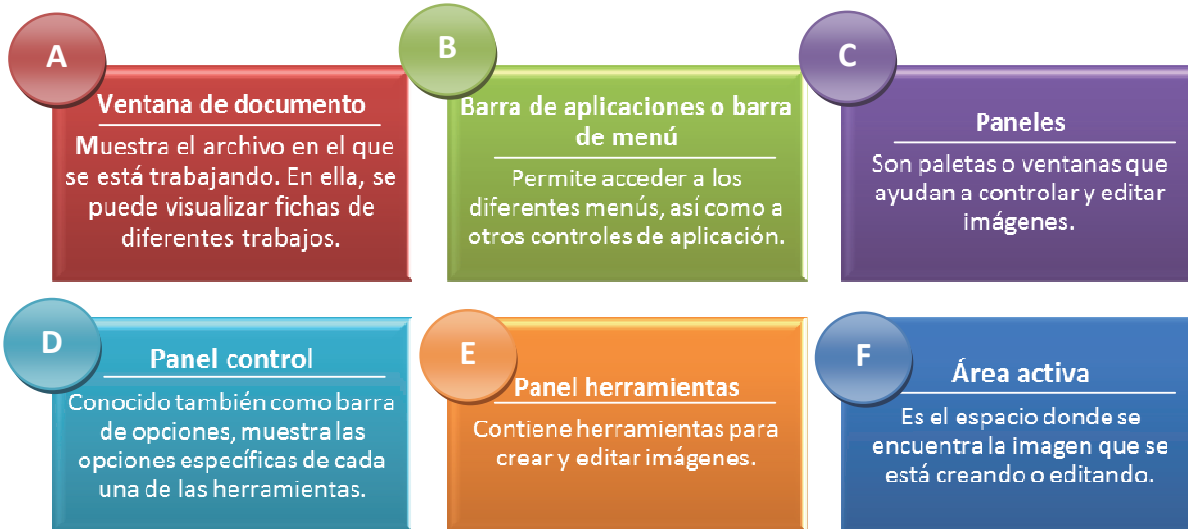 A
Ventana de documento
Muestra el archivo en el que
se está trabajando. En ella, se
puede visualizar fichas de
diferentes trabajos.
B
Barra de aplicaciones o barra
de menú
Permite acceder a los
diferentes menús, así como a
otros controles de aplicación.
C
Paneles
Son paletas o ventanas que
ayudan a controlar y editar
imágenes.
D
Panel control
Conocido también como barra
de opciones, muestra las
opciones específicas de cada
una de las herramientas.
E
Panel herramientas
Contiene herramientas para
crear y editar imágenes.
F
Área activa
Es el espacio donde se
encuentra la imagen que se
está creando o editando.